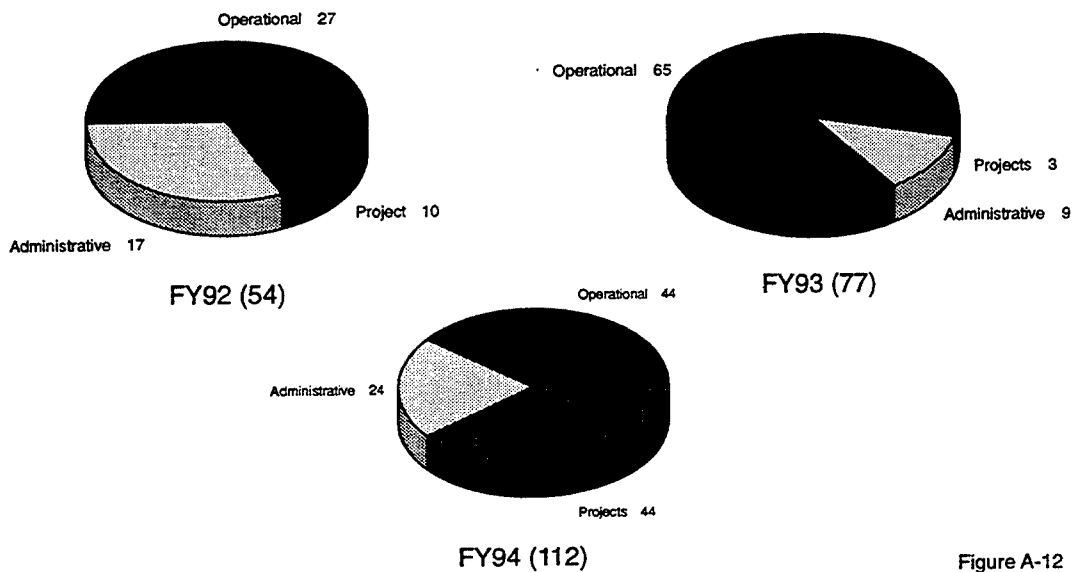 Operational 27
Project 10
Administrative 17
FY92 (54)
Operational 65
Projects 3
Administrative 9
FY93 (77)
Operational 44
Administrative 24
Projects 44
FY94 (112)
Figure A-12